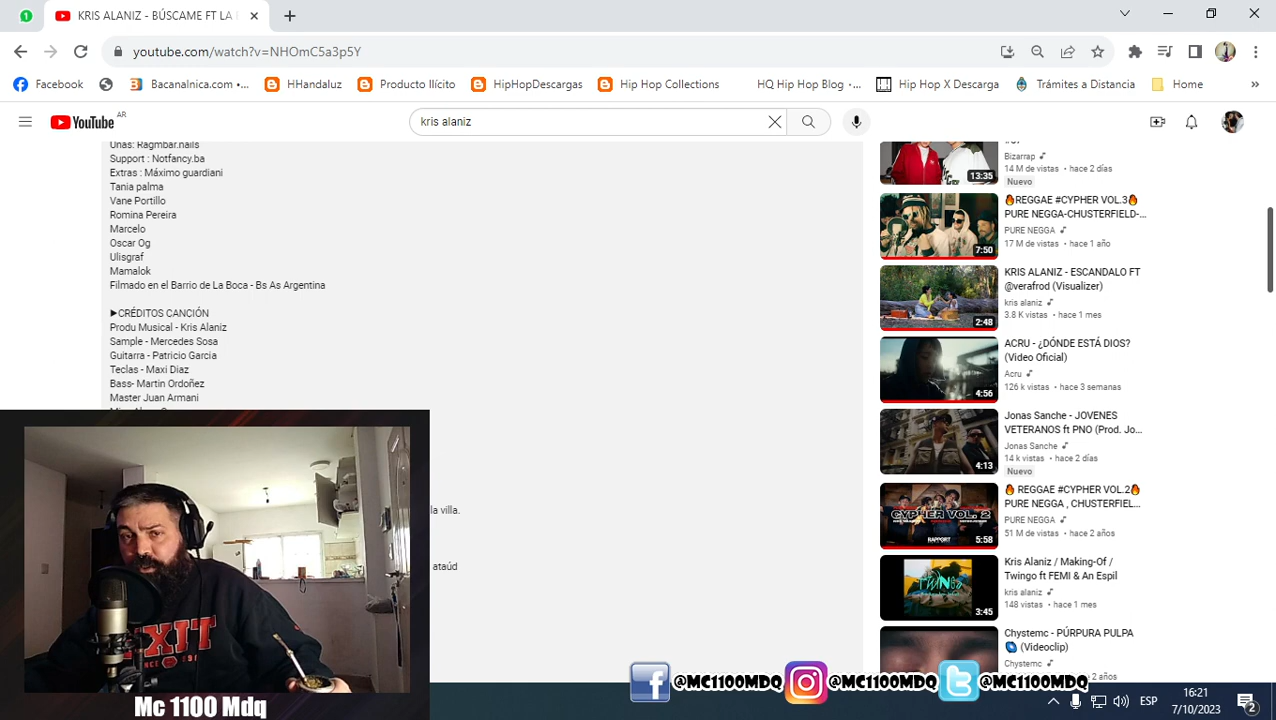 KRIS ALANIZ - BÚSCAME FT LA
youtube.com/watch?v=NHOmC5a3p5Y
Facebook
BacanalNica.com •...
HHandaluz
Producto Ilícito
HipHopDescargas
Hip Hop Collections
HQ Hip Hop Blog •...
Hip Hop X Descarga
Trámites a Distancia
Home
YouTube AR
kris alaniz
Uñas: Ragmbar.nails
Support : Notfancy.ba
Extras : Máximo guardiani
Tania palma
Vane Portillo
Romina Pereira
Marcelo
Oscar Og
Ulisgraf
Mamalok
Filmado en el Barrio de La Boca - Bs As Argentina
▶CRÉDITOS CANCIÓN
Produ Musical - Kris Alaniz
Sample - Mercedes Sosa
Guitarra - Patricio Garcia
Teclas - Maxi Diaz
Bass- Martin Ordoñez
Master Juan Armani
la villa.
ataúd
Bizarrap
14 M de vistas • hace 2 días
Nuevo
13:35
🔥REGGAE #CYPHER VOL.3🔥
PURE NEGGA-CHUSTERFIELD-...
PURE NEGGA
17 M de vistas • hace 1 año
7:50
KRIS ALANIZ - ESCANDALO FT
@verafrod (Visualizer)
kris alaniz
3.8 K vistas • hace 1 mes
2:48
ACRU - ¿DÓNDE ESTÁ DIOS?
(Video Oficial)
Acru
126 k vistas • hace 3 semanas
4:56
Jonas Sanche - JOVENES
VETERANOS ft PNO (Prod. Jo...
Jonas Sanche
14 k vistas • hace 2 días
Nuevo
4:13
🔥 REGGAE #CYPHER VOL.2🔥
PURE NEGGA , CHUSTERFIEL...
PURE NEGGA
51 M de vistas • hace 2 años
CYPHER VOL. 2
RAPPORT
5:58
Kris Alaniz / Making-Of /
Twingo ft FEMI & An Espil
kris alaniz
148 vistas • hace 1 mes
TWINGO
3:45
Chystemc - PÚRPURA PULPA
(Videoclip)
Chystemc
2 años
EXIT
SINCE
Mc 1100 Mdq
@MC1100MDQ
@MC1100MDQ
@MC1100MDQ
ESP
16:21
7/10/2023
2